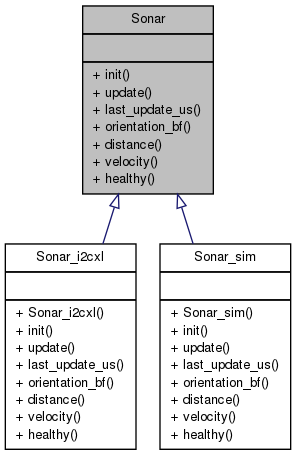 Sonar
+ init()
+ update()
+ last_update_us()
+ orientation_bf()
+ distance()
+ velocity()
+ healthy()
Sonar_i2cxl
+ Sonar_i2cxl()
+ init()
+ update()
+ last_update_us()
+ orientation_bf()
+ distance()
+ velocity()
+ healthy()
Sonar_sim
+ Sonar_sim()
+ init()
+ update()
+ last_update_us()
+ orientation_bf()
+ distance()
+ velocity()
+ healthy()